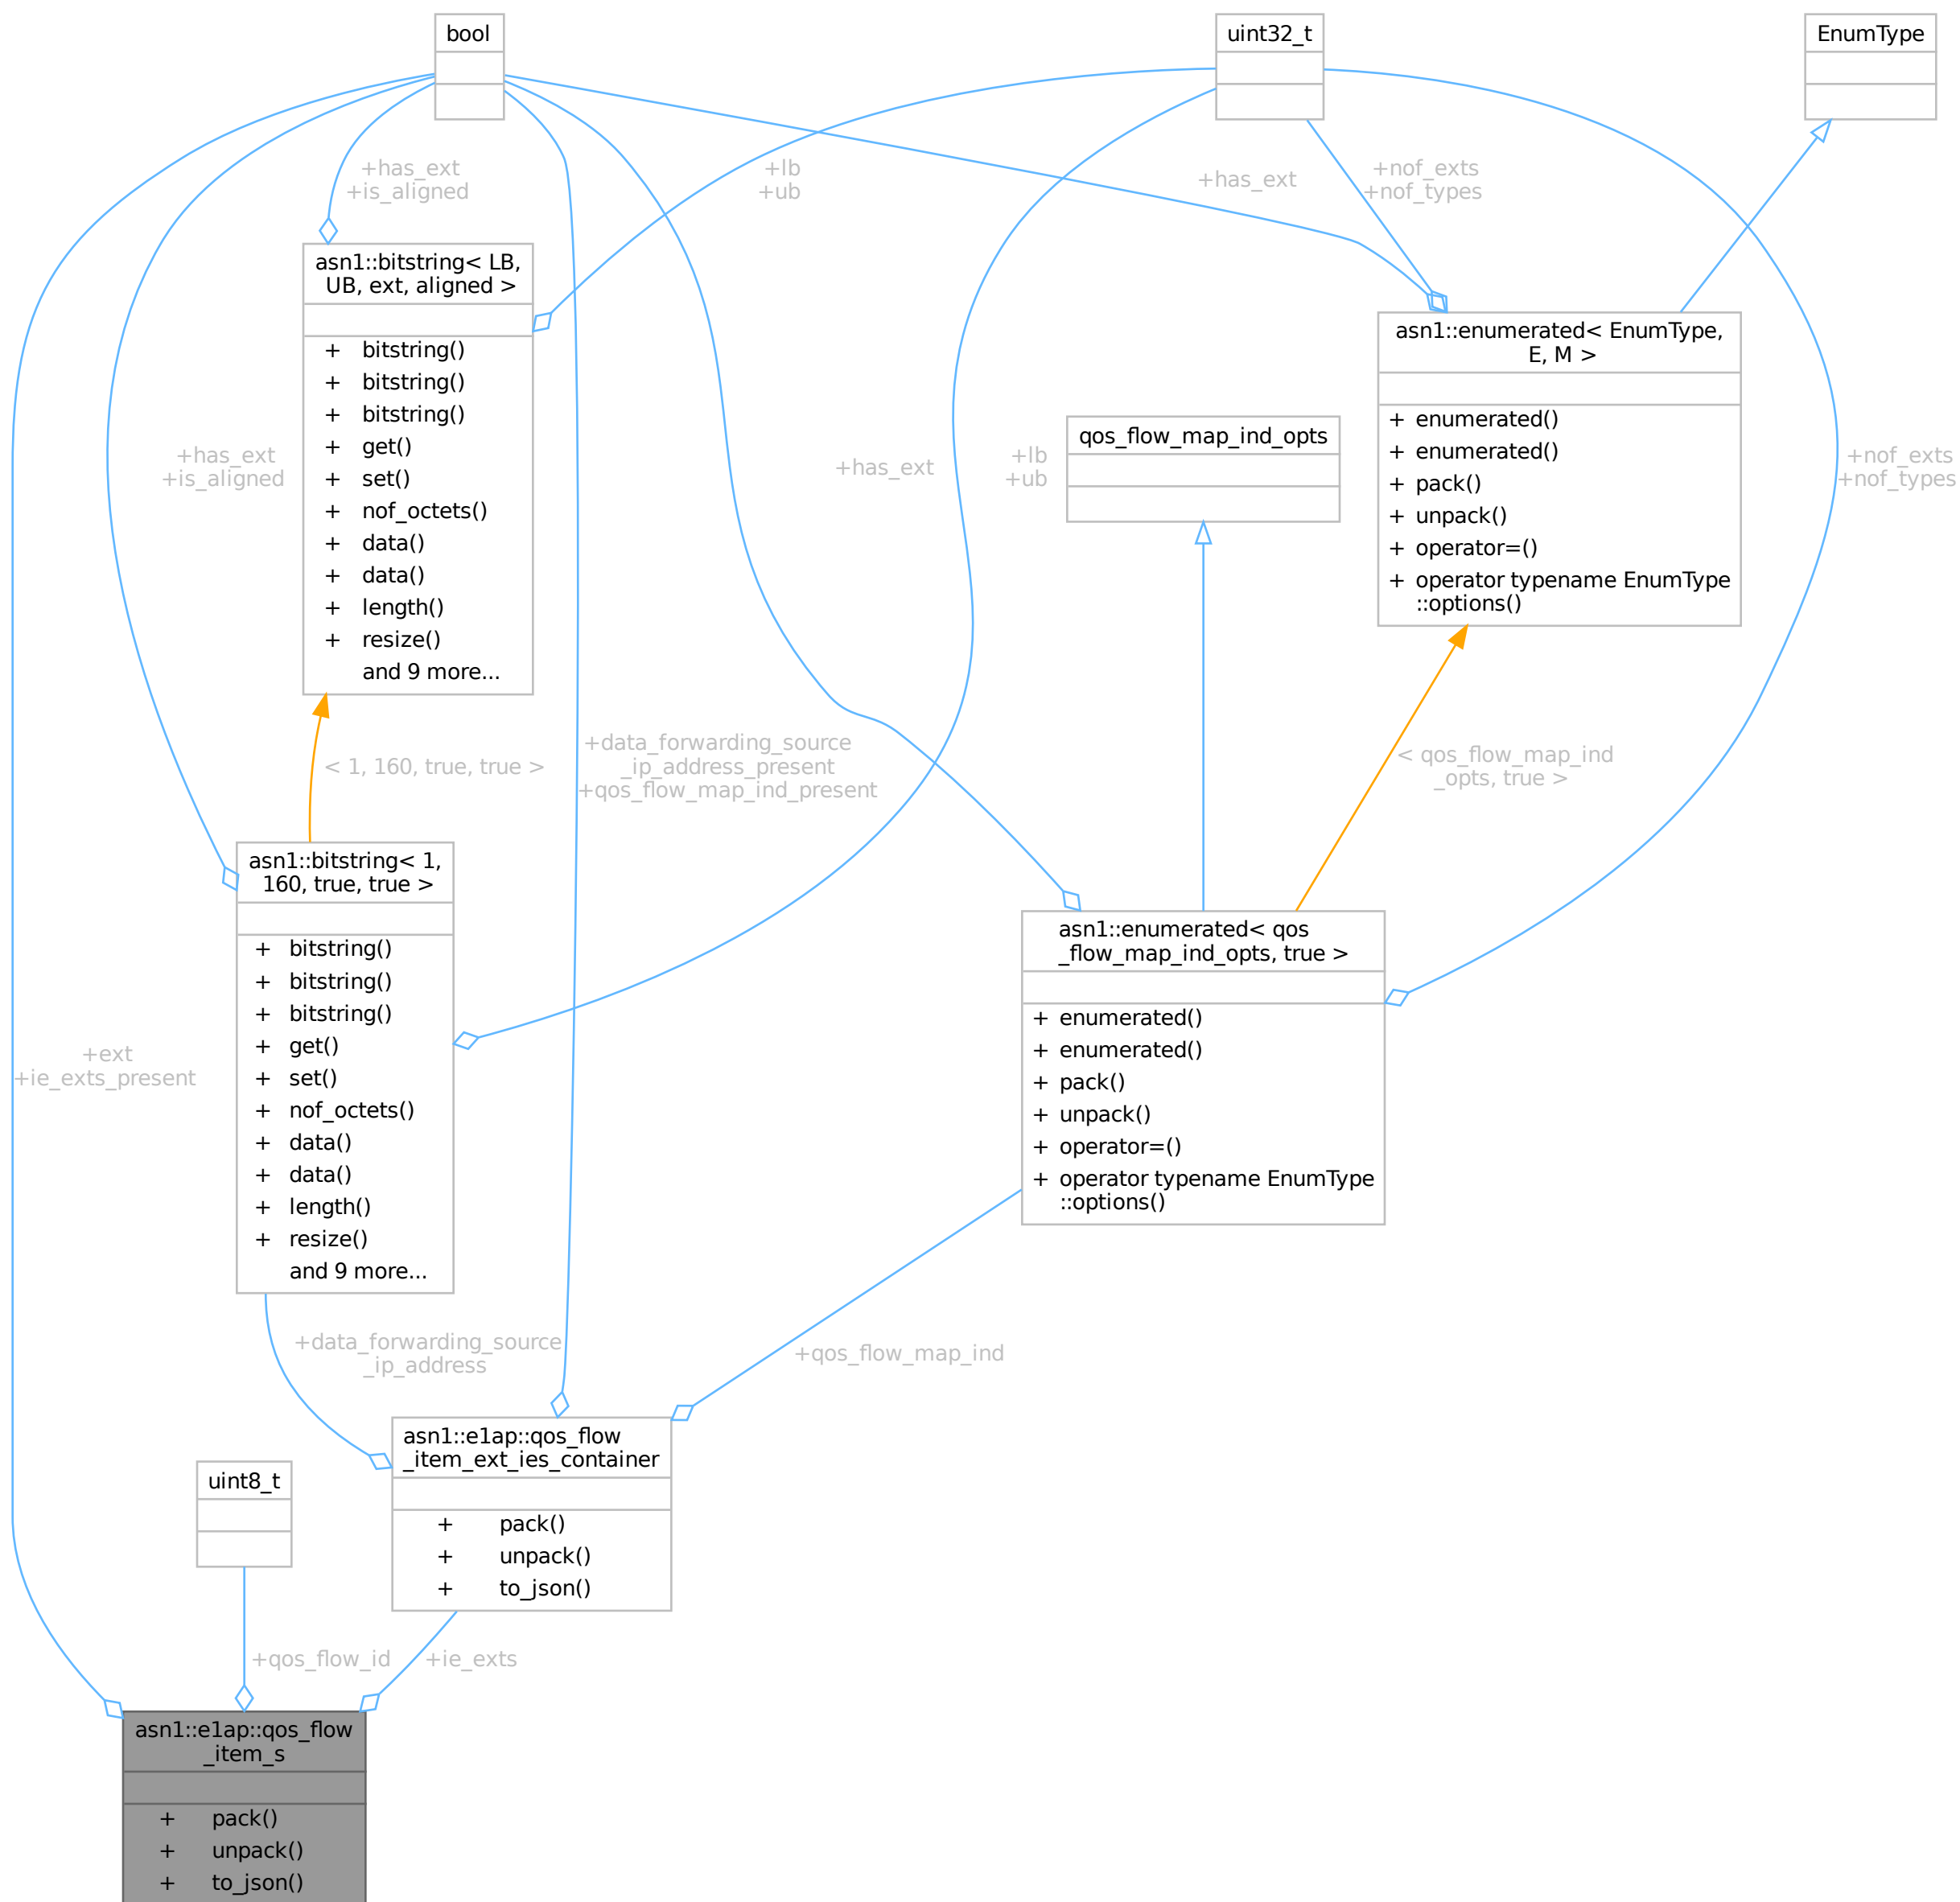 bool
uint32_t
EnumType
+has_ext
+is_aligned
+lb
+ub
+has_ext
+nof_exts
+nof_types
asn1::bitstring< LB,
UB, ext, aligned >
+ bitstring()
+ bitstring()
+ bitstring()
+ get()
+ set()
+ nof_octets()
+ data()
+ data()
+ length()
+ resize()
and 9 more...
asn1::enumerated< EnumType,
E, M >
+ enumerated()
+ enumerated()
+ pack()
+ unpack()
+ operator=()
+ operator typename EnumType
::options()
qos_flow_map_ind_opts
+has_ext
+is_aligned
+has_ext
+lb
+ub
+nof_exts
+nof_types
< 1, 160, true, true >
+data_forwarding_source
_ip_address_present
+qos_flow_map_ind_present
< qos_flow_map_ind
_opts, true >
asn1::bitstring< 1,
160, true, true >
+ bitstring()
+ bitstring()
+ bitstring()
+ get()
+ set()
+ nof_octets()
+ data()
+ data()
+ length()
+ resize()
and 9 more...
asn1::enumerated< qos
_flow_map_ind_opts, true >
+ enumerated()
+ enumerated()
+ pack()
+ unpack()
+ operator=()
+ operator typename EnumType
::options()
+ext
+ie_exts_present
+data_forwarding_source
_ip_address
+qos_flow_map_ind
asn1::e1ap::qos_flow
_item_ext_ies_container
+ pack()
+ unpack()
+ to_json()
uint8_t
+qos_flow_id
+ie_exts
asn1::e1ap::qos_flow
_item_s
+ pack()
+ unpack()
+ to_json()